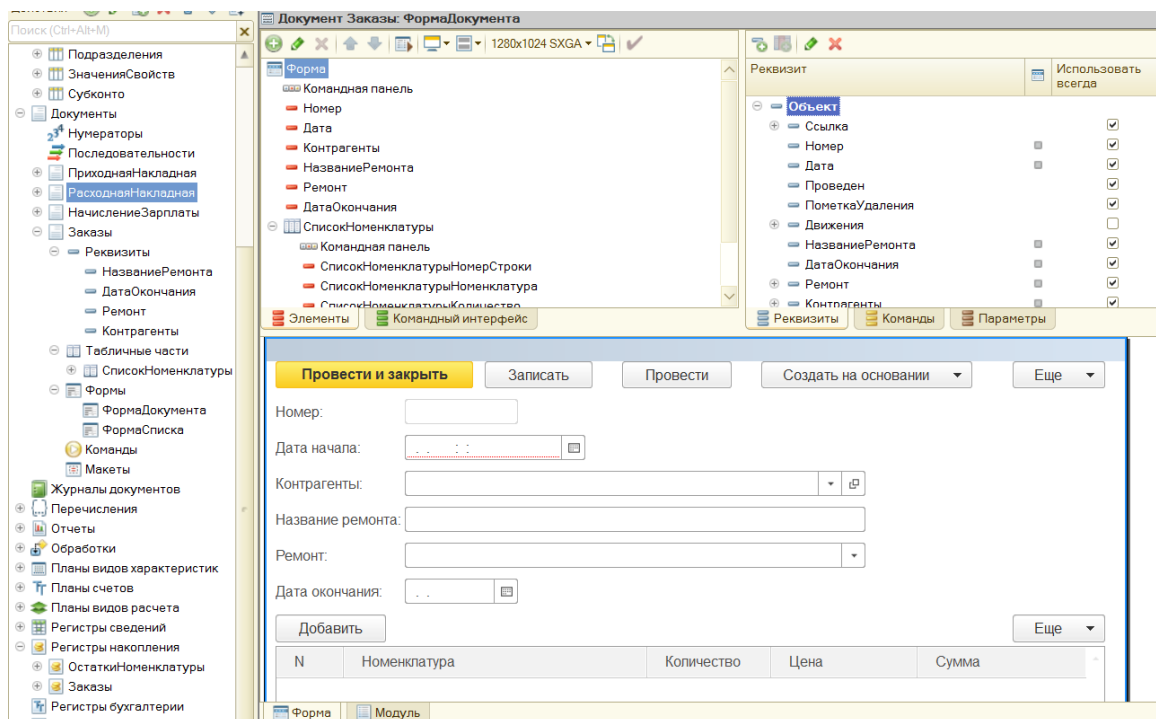 Документ Заказы: ФормаДокумента
Поиск (Ctrl+Alt+M)
Подразделения
ЗначенияСвойств
Субконто
Документы
Нумераторы
Последовательности
ПриходнаяНакладная
РасходнаяНакладная
НачислениеЗарплаты
Заказы
Реквизиты
НазваниеРемонта
ДатаОкончания
Ремонт
Контрагенты
Табличные части
СписокНоменклатуры
Формы
ФормаДокумента
ФормаСписка
Команды
Макеты
Журналы документов
Перечисления
Отчеты
Обработки
Планы видов характеристик
Планы счетов
Планы видов расчета
Регистры сведений
Регистры накопления
ОстаткиНоменклатуры
Заказы
Регистры бухгалтерии
1280x1024 SXGA
Форма
Командная панель
Номер
Дата
Контрагенты
НазваниеРемонта
Ремонт
ДатаОкончания
СписокНоменклатуры
Командная панель
СписокНоменклатурыНомерСтроки
СписокНоменклатурыНоменклатура
СписокНоменклатурыКоличество
Элементы Командный интерфейс
Реквизит Использовать
всегда
Объект
Ссылка
Номер
Дата
Проведен
ПометкаУдаления
Движения
НазваниеРемонта
ДатаОкончания
Ремонт
Контрагенты
Реквизиты Команды Параметры
Провести и закрыть Записать Провести Создать на основании Еще
Номер:
Дата начала:
Контрагенты:
Название ремонта:
Ремонт:
Дата окончания:
Добавить Еще
N Номенклатура Количество Цена Сумма
Форма Модуль